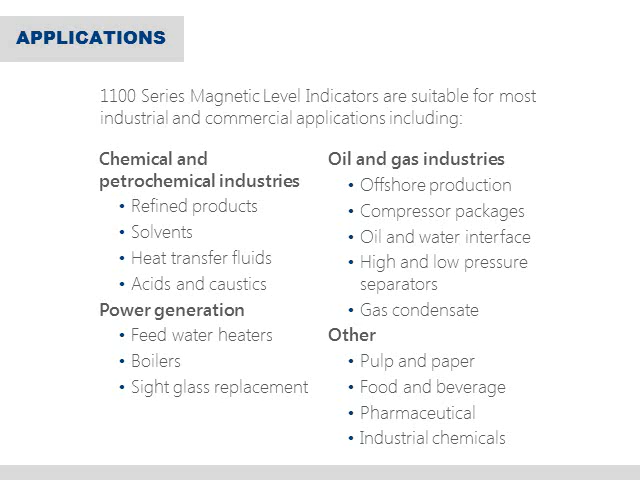 APPLICATIONS
1100 Series Magnetic Level Indicators are suitable for most
industrial and commercial applications including:
Chemical and
petrochemical industries
• Refined products
• Solvents
• Heat transfer fluids
• Acids and caustics
Power generation
• Feed water heaters
• Boilers
• Sight glass replacement
Oil and gas industries
• Offshore production
• Compressor packages
• Oil and water interface
• High and low pressure
separators
• Gas condensate
Other
• Pulp and paper
• Food and beverage
• Pharmaceutical
• Industrial chemicals